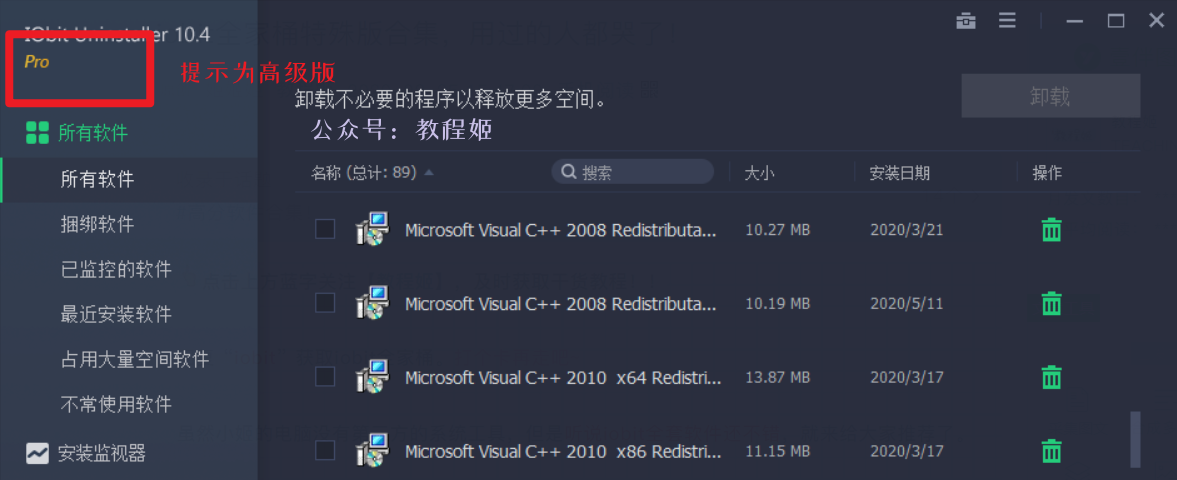 IObit Uninstaller 10.4
Pro
提示为高级版
卸载不必要的程序以释放更多空间。
卸载
公众号：教程姬
所有软件
名称 (总计: 89) 搜索 大小 安装日期 操作
所有软件
Microsoft Visual C++ 2008 Redistributa... 10.27 MB 2020/3/21
捆绑软件
已监控的软件
Microsoft Visual C++ 2008 Redistributa... 10.19 MB 2020/5/11
最近安装软件
占用大量空间软件
Microsoft Visual C++ 2010 x64 Redistri... 13.87 MB 2020/3/17
不常使用软件
安装监视器
Microsoft Visual C++ 2010 x86 Redistri... 11.15 MB 2020/3/17